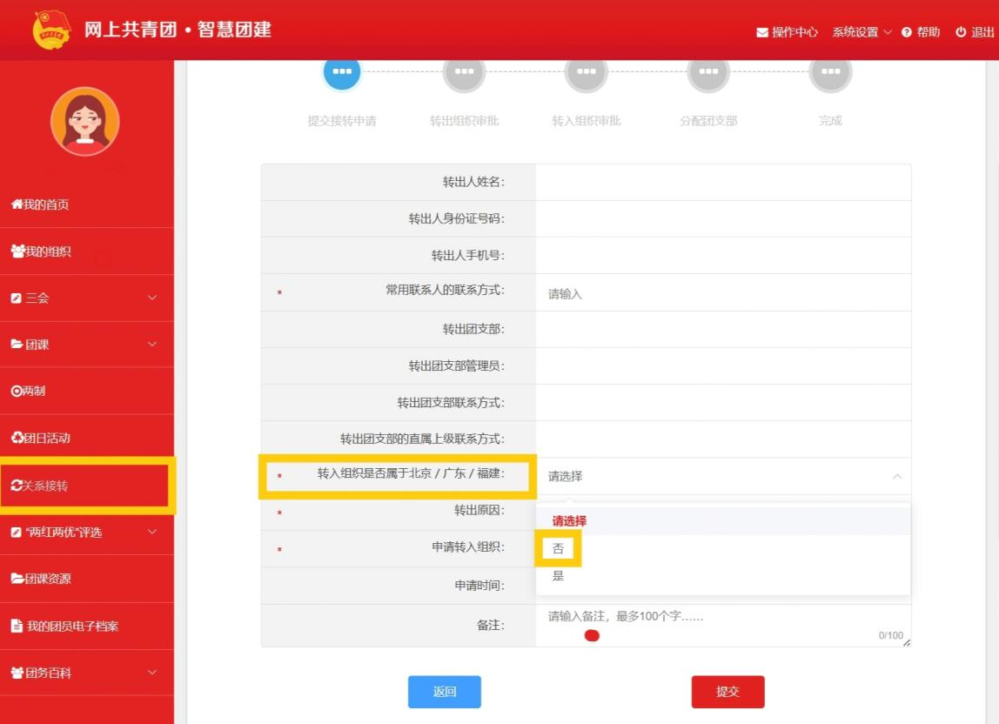 网上共青团·智慧团建
操作中心 系统设置 帮助 退出
提交接转申请 转出组织审批 转入组织审批 分配团支部 完成
我的首页
我的组织
三会
团课
两制
团日活动
关系接转
“两红两优”评选
团课资源
我的团员电子档案
团务百科
转出人姓名：
转出人身份证号码：
转出人手机号：
* 常用联系人的联系方式： 请输入
转出团支部：
转出团支部管理员：
转出团支部联系方式：
转出团支部的直属上级联系方式：
* 转入组织是否属于北京 / 广东 / 福建： 请选择
* 转出原因：
请选择
* 申请转入组织：
否
是
申请时间：
备注： 请输入备注，最多100个字……
0/100
返回 提交